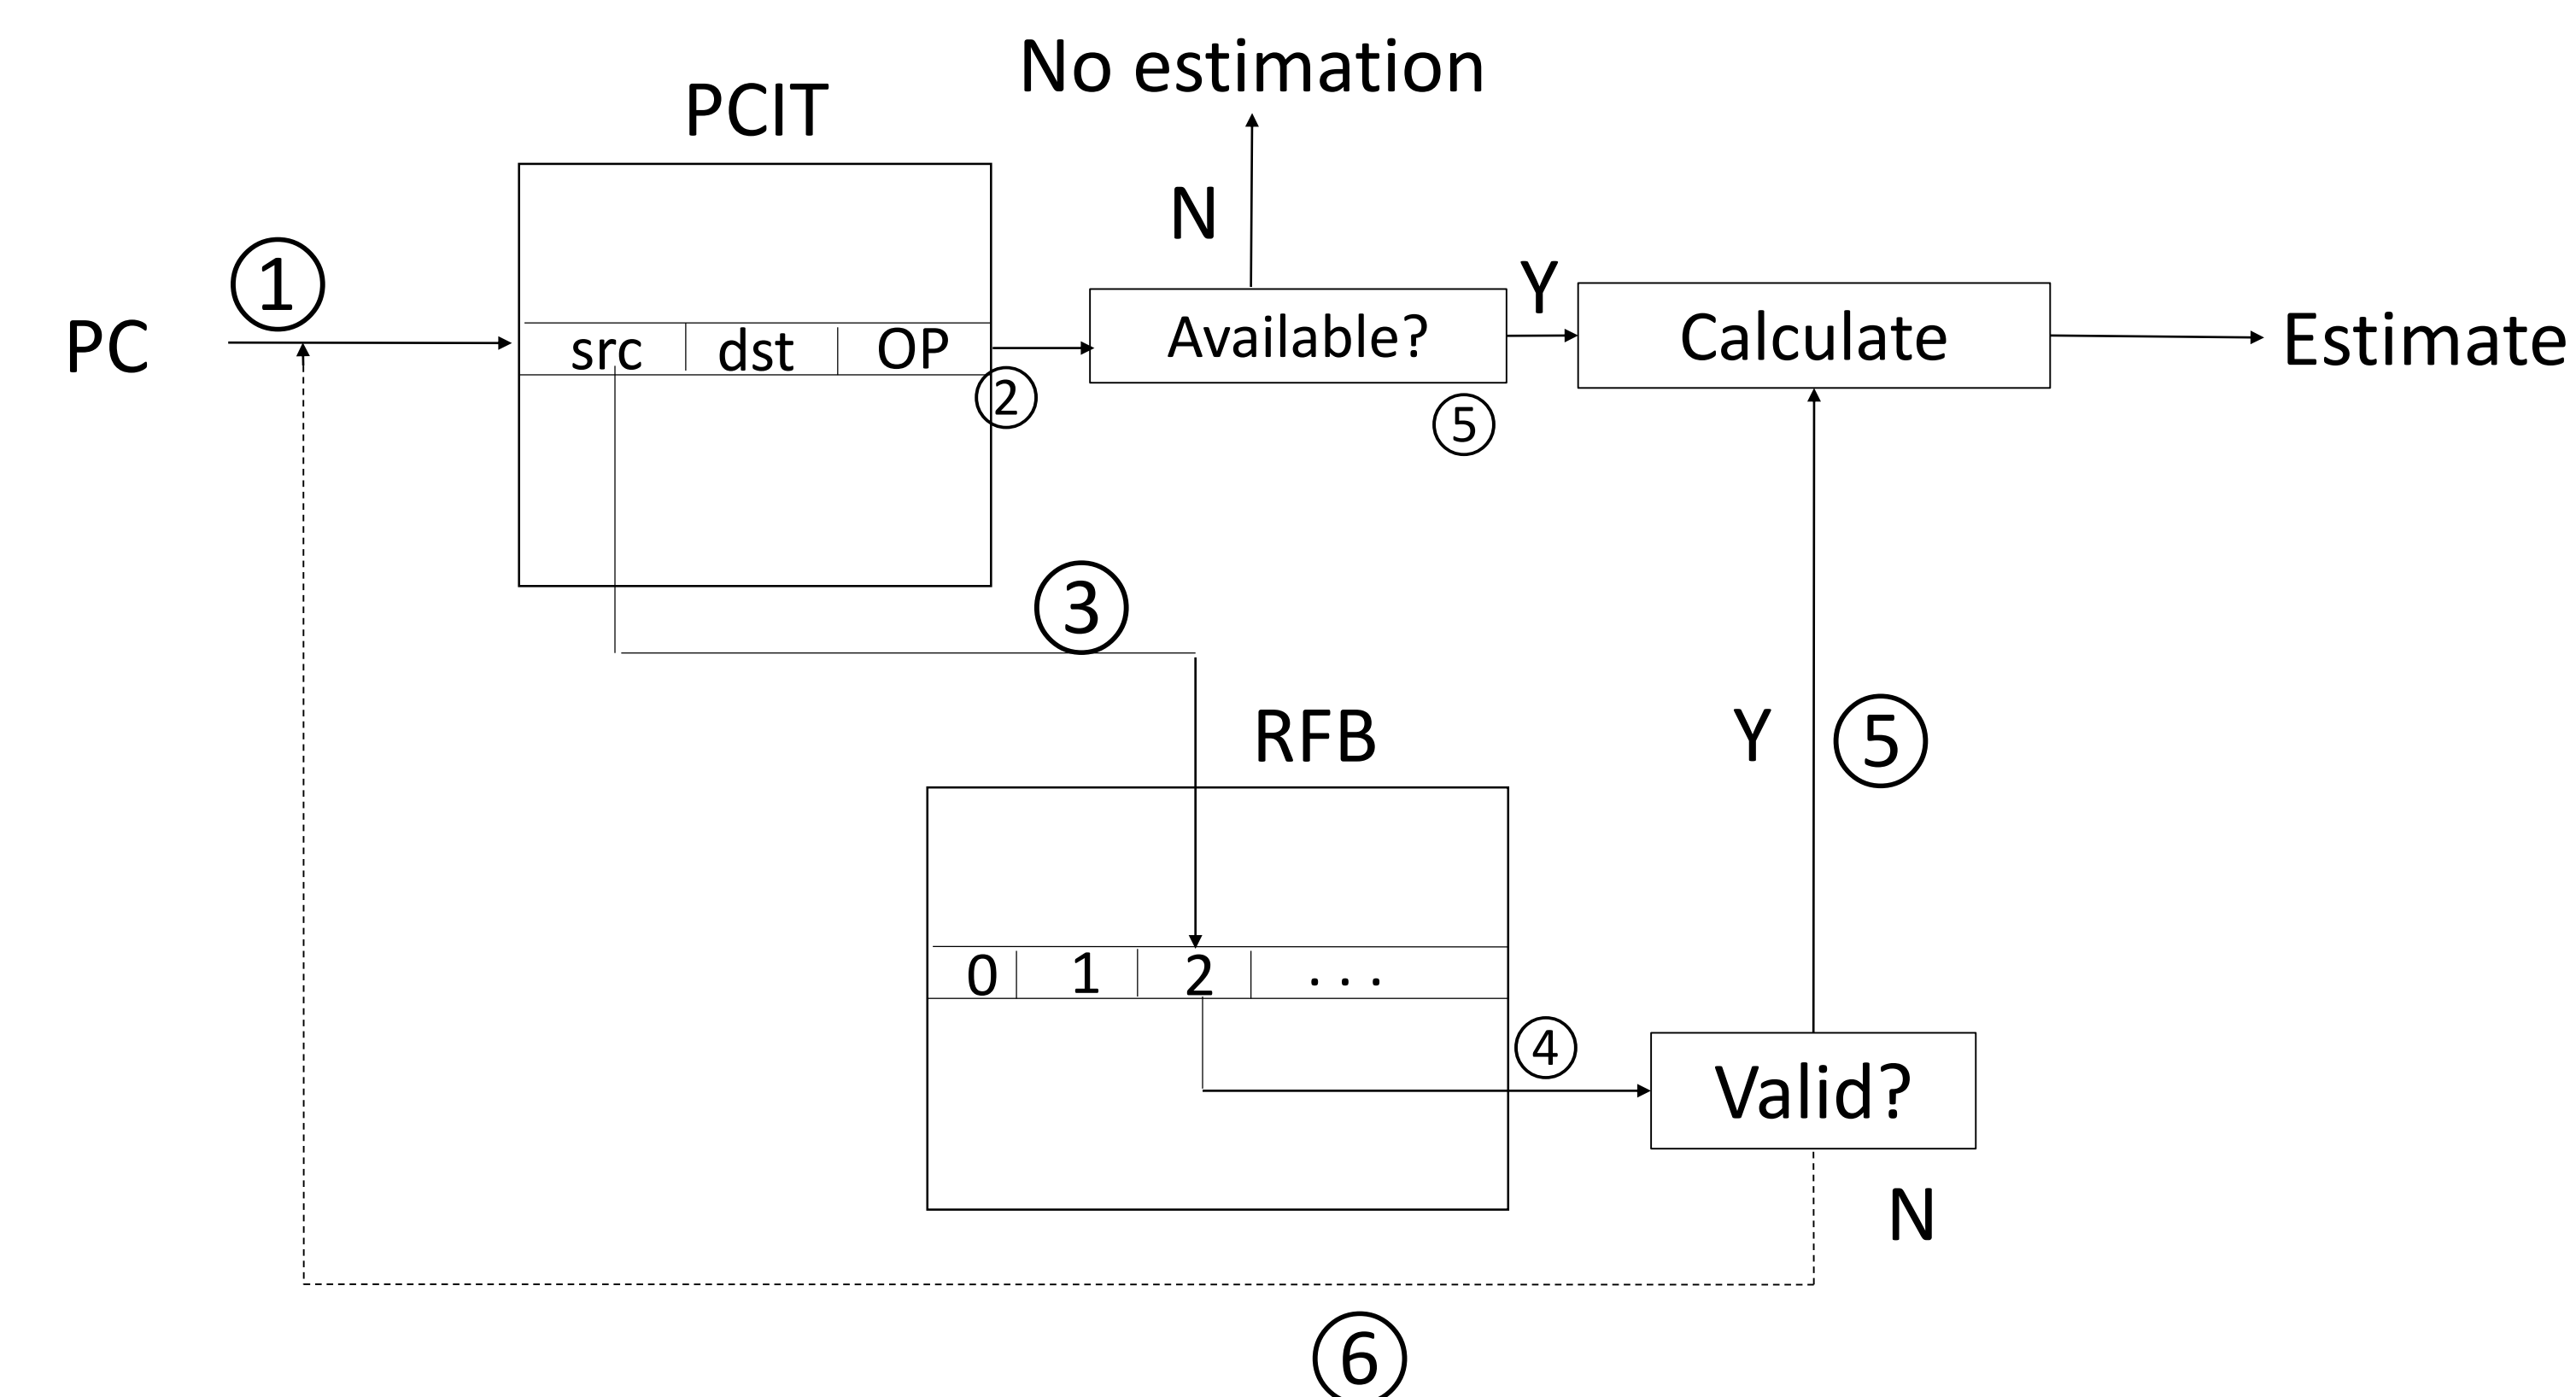 No estimation
PCIT
N
1
Y
PC
src dst OP
Available?
Calculate
Estimate
2
5
3
RFB
Y
5
0 1 2 . . .
4
Valid?
N
6